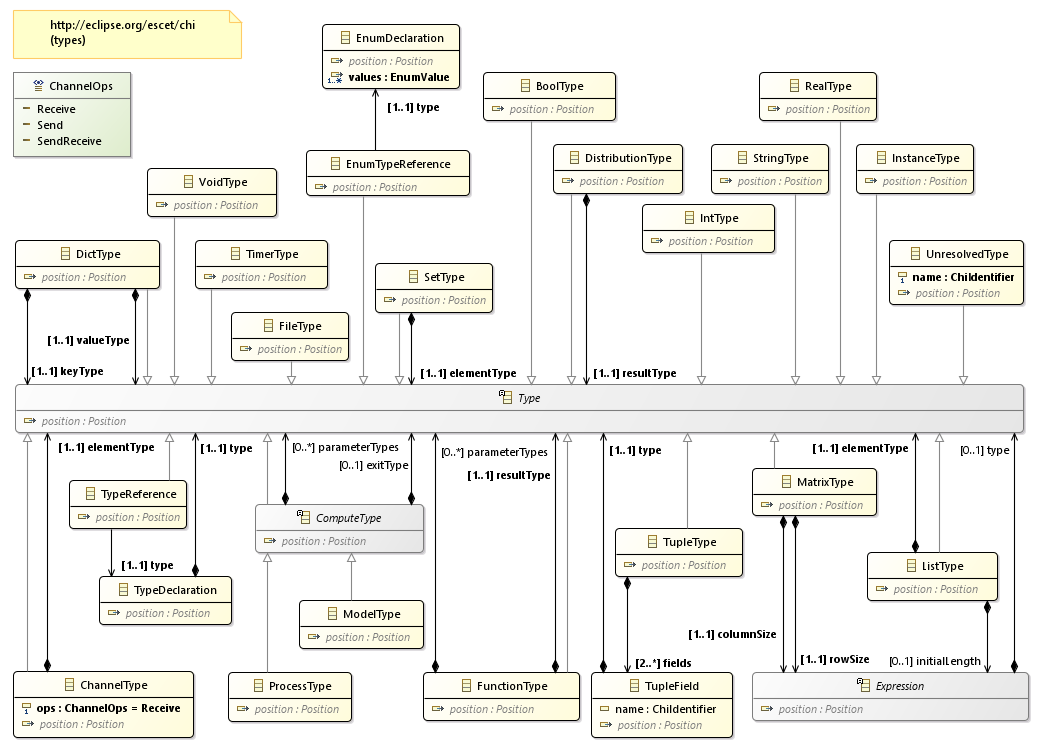 http://eclipse.org/escet/chi
(types)
ChannelOps
Receive
Send
SendReceive
EnumDeclaration
position : Position
values : EnumValue
1..*
[1..1] type
EnumTypeReference
position : Position
BoolType
position : Position
RealType
position : Position
DistributionType
position : Position
StringType
position : Position
InstanceType
position : Position
VoidType
position : Position
IntType
position : Position
DictType
position : Position
TimerType
position : Position
SetType
position : Position
UnresolvedType
name : ChiIdentifier
1
position : Position
FileType
position : Position
[1..1] valueType
[1..1] keyType
[1..1] elementType
[1..1] resultType
Type
position : Position
[1..1] elementType
[1..1] type
[0..*] parameterTypes
[0..1] exitType
[0..*] parameterTypes
[1..1] resultType
[1..1] type
[1..1] elementType
[0..1] type
TypeReference
position : Position
[1..1] type
TypeDeclaration
position : Position
ComputeType
position : Position
ModelType
position : Position
MatrixType
position : Position
TupleType
position : Position
ListType
position : Position
[1..1] columnSize
[1..1] rowSize
[0..1] initialLength
[2..*] fields
ChannelType
ops : ChannelOps = Receive
1
position : Position
ProcessType
position : Position
FunctionType
position : Position
TupleField
name : ChiIdentifier
position : Position
Expression
position : Position